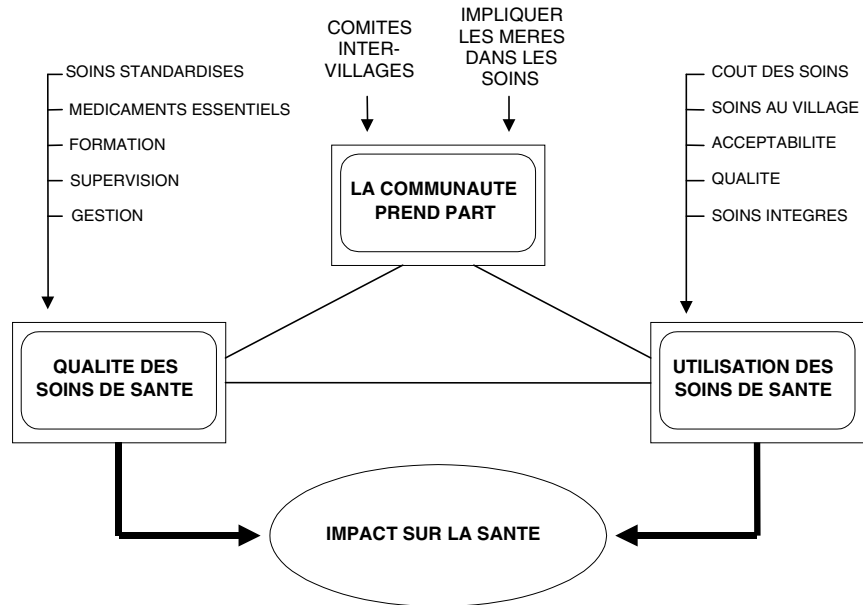 COMITES
INTER-
VILLAGES
IMPLIQUER
LES MERES
DANS LES
SOINS
SOINS STANDARDISES
MEDICAMENTS ESSENTIELS
FORMATION
SUPERVISION
GESTION
COUT DES SOINS
SOINS AU VILLAGE
ACCEPTABILITE
QUALITE
SOINS INTEGRES
LA COMMUNAUTE
PREND PART
QUALITE DES
SOINS DE SANTE
UTILISATION DES
SOINS DE SANTE
IMPACT SUR LA SANTE